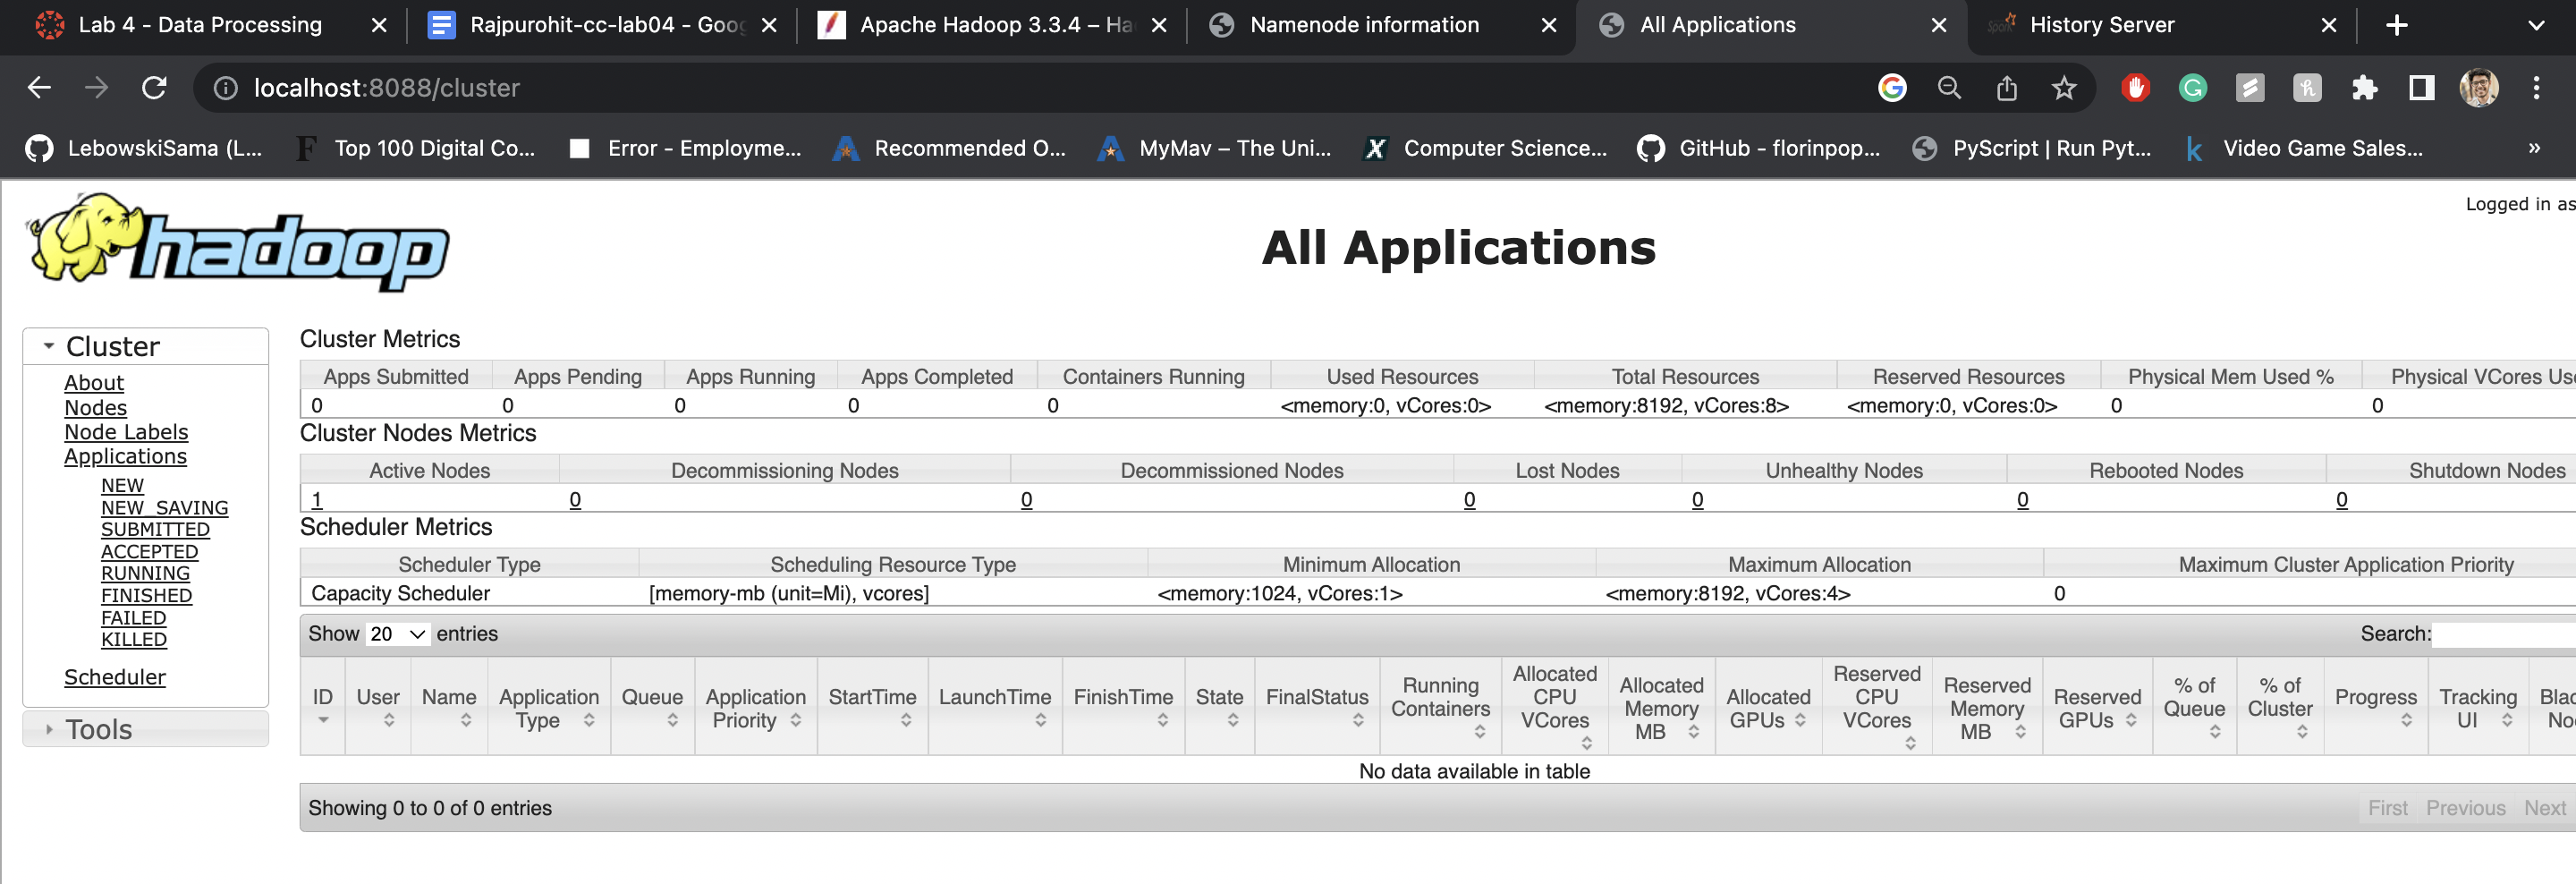 Lab 4 - Data Processing
Rajpurohit-cc-lab04 - Goog
Apache Hadoop 3.3.4 – Ha
Namenode information
All Applications
History Server
localhost:8088/cluster
LebowskiSama (L...
Top 100 Digital Co...
Error - Employme...
Recommended O...
MyMav – The Uni...
Computer Science...
GitHub - florinpop...
PyScript | Run Pyt...
Video Game Sales...
»
hadoop
All Applications
Logged in as
Cluster
About
Nodes
Node Labels
Applications
NEW
NEW_SAVING
SUBMITTED
ACCEPTED
RUNNING
FINISHED
FAILED
KILLED
Scheduler
Tools
Cluster Metrics
Apps Submitted Apps Pending Apps Running Apps Completed Containers Running Used Resources Total Resources Reserved Resources Physical Mem Used % Physical VCores Use
0 0 0 0 0 <memory:0, vCores:0> <memory:8192, vCores:8> <memory:0, vCores:0> 0 0
Cluster Nodes Metrics
Active Nodes Decommissioning Nodes Decommissioned Nodes Lost Nodes Unhealthy Nodes Rebooted Nodes Shutdown Nodes
1 0 0 0 0 0 0
Scheduler Metrics
Scheduler Type Scheduling Resource Type Minimum Allocation Maximum Allocation Maximum Cluster Application Priority
Capacity Scheduler [memory-mb (unit=Mi), vcores] <memory:1024, vCores:1> <memory:8192, vCores:4> 0
Show 20 entries
Search:
ID
User
Name
Application
Type
Queue
Application
Priority
StartTime
LaunchTime
FinishTime
State
FinalStatus
Running
Containers
Allocated
CPU
VCores
Allocated
Memory
MB
Allocated
GPUs
Reserved
CPU
VCores
Reserved
Memory
MB
Reserved
GPUs
% of
Queue
% of
Cluster
Progress
Tracking
UI
Blac
No
No data available in table
Showing 0 to 0 of 0 entries
First Previous Next